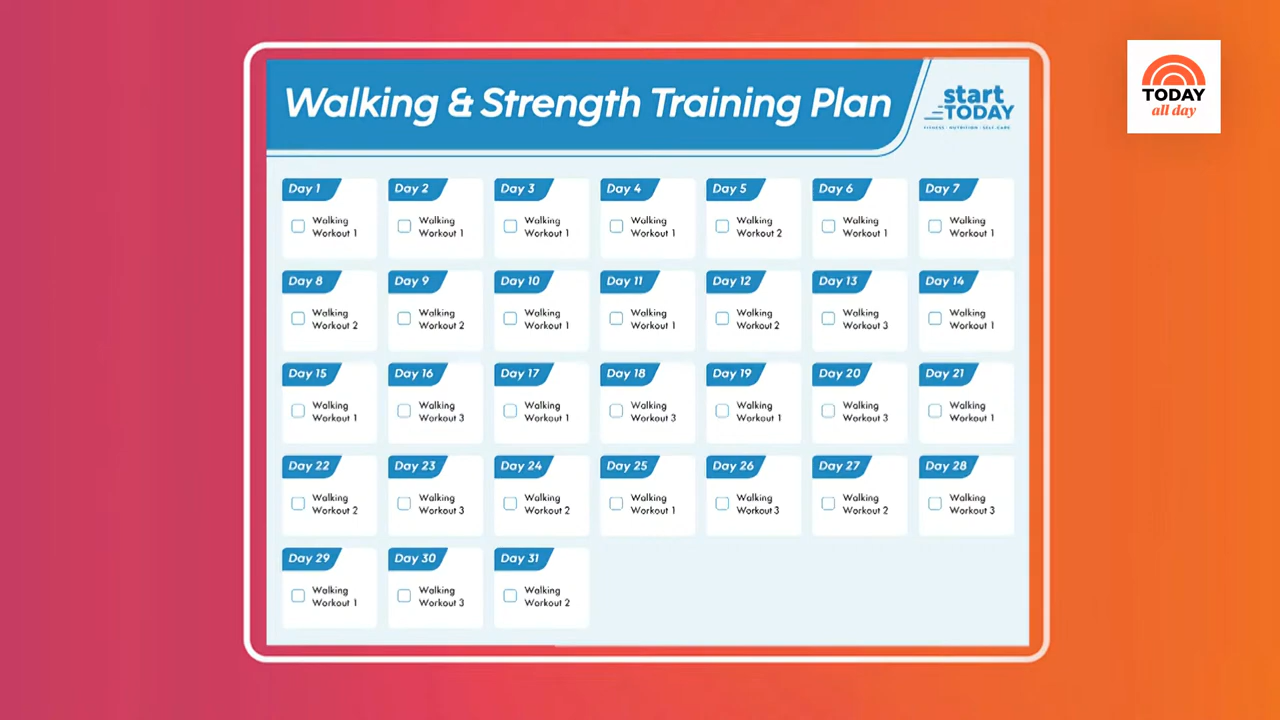 Walking & Strength Training Plan
start
TODAY
FITNESS · NUTRITION · SELF-CARE
TODAY
all day
Day 1
Walking
Workout 1
Day 2
Walking
Workout 1
Day 3
Walking
Workout 1
Day 4
Walking
Workout 1
Day 5
Walking
Workout 2
Day 6
Walking
Workout 1
Day 7
Walking
Workout 1
Day 8
Walking
Workout 2
Day 9
Walking
Workout 2
Day 10
Walking
Workout 1
Day 11
Walking
Workout 1
Day 12
Walking
Workout 2
Day 13
Walking
Workout 3
Day 14
Walking
Workout 1
Day 15
Walking
Workout 1
Day 16
Walking
Workout 3
Day 17
Walking
Workout 1
Day 18
Walking
Workout 3
Day 19
Walking
Workout 1
Day 20
Walking
Workout 3
Day 21
Walking
Workout 1
Day 22
Walking
Workout 2
Day 23
Walking
Workout 3
Day 24
Walking
Workout 2
Day 25
Walking
Workout 1
Day 26
Walking
Workout 3
Day 27
Walking
Workout 2
Day 28
Walking
Workout 3
Day 29
Walking
Workout 1
Day 30
Walking
Workout 3
Day 31
Walking
Workout 2